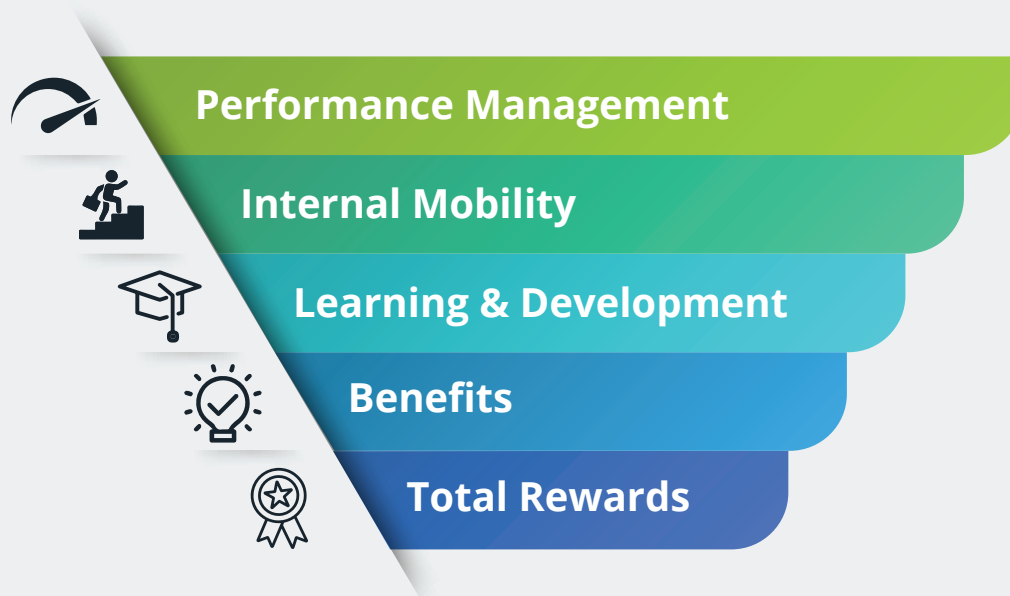 Performance Management
Internal Mobility
Learning & Development
Benefits
Total Rewards